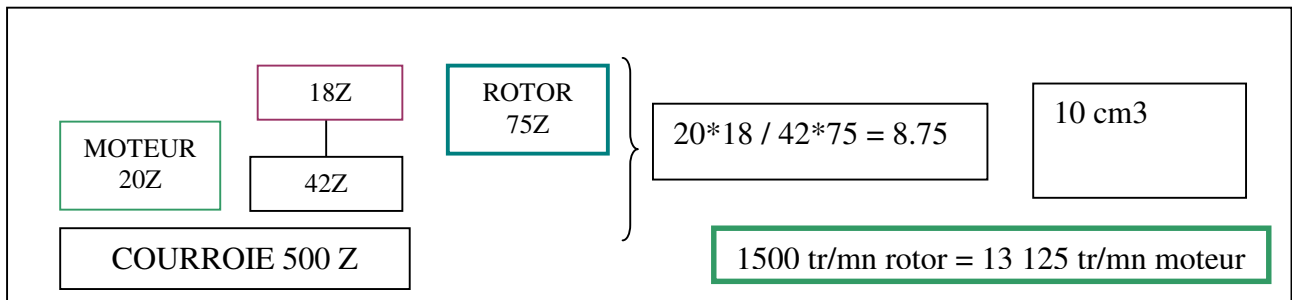 18Z
ROTOR
75Z
10 cm3
20*18 / 42*75 = 8.75
MOTEUR
20Z
42Z
COURROIE 500 Z
1500 tr/mn rotor = 13 125 tr/mn moteur